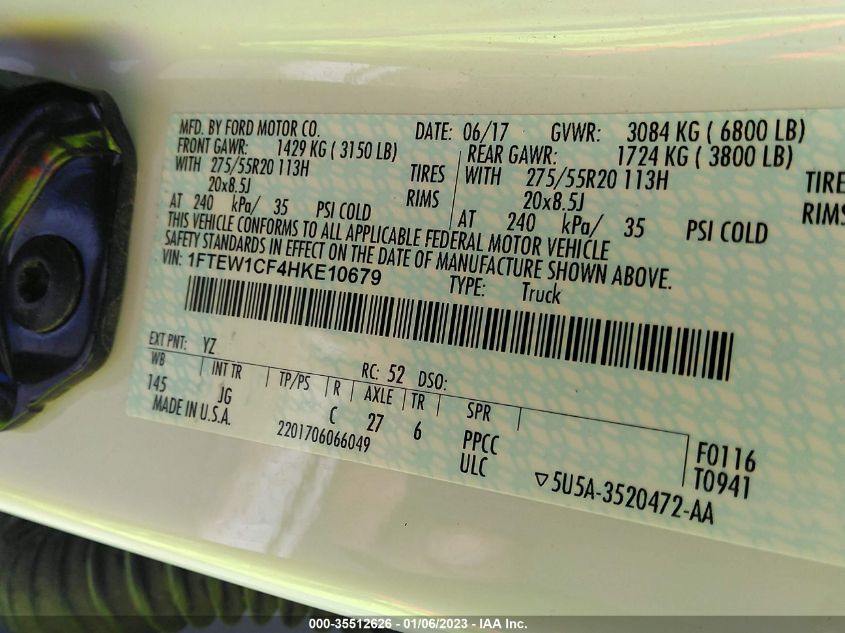 MFD. BY FORD MOTOR CO. DATE: 06/17 GVWR: 3084 KG ( 6800 LB)
FRONT GAWR: 1429 KG ( 3150 LB) REAR GAWR: 1724 KG ( 3800 LB)
WITH 275/55R20 113H TIRES WITH 275/55R20 113H TIRE
20x8.5J RIMS 20x8.5J RIMS
AT 240 kPa/ 35 PSI COLD AT 240 kPa/ 35 PSI COLD
THIS VEHICLE CONFORMS TO ALL APPLICABLE FEDERAL MOTOR VEHICLE
SAFETY STANDARDS IN EFFECT ON THE DATE OF MANUFACTURE SHOWN ABOVE.
VIN: 1FTEW1CF4HKE10679 TYPE: Truck
EXT PNT: YZ RC: 52 DSO:
WB INT TR TP/PS R AXLE TR SPR
145 JG C 27 6 PPCC F0116
MADE IN U.S.A. 2201706066049 ULC T0941
▽5U5A-3520472-AA
000-35512626 - 01/06/2023 - IAA Inc.